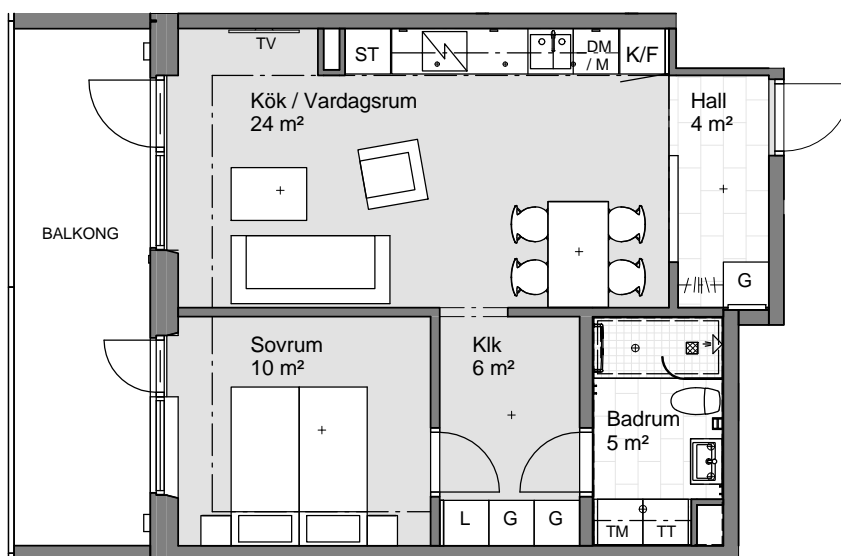 TV
ST
DM
/ M
K/F
Kök / Vardagsrum
24 m²
Hall
4 m²
BALKONG
G
Sovrum
10 m²
Klk
6 m²
Badrum
5 m²
L
G
G
TM
TT